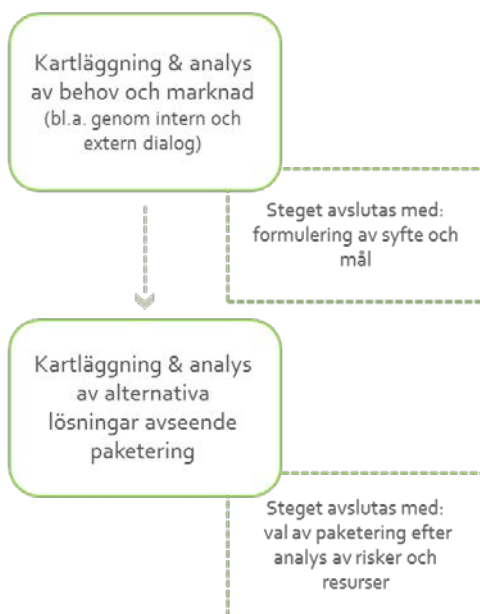 Kartläggning & analys
av behov och marknad
(bl.a. genom intern och
extern dialog)
Steget avslutas med:
formulering av syfte och
mål
Kartläggning & analys
av alternativa
lösningar avseende
paketering
Steget avslutas med:
val av paketering efter
analys av risker och
resurser